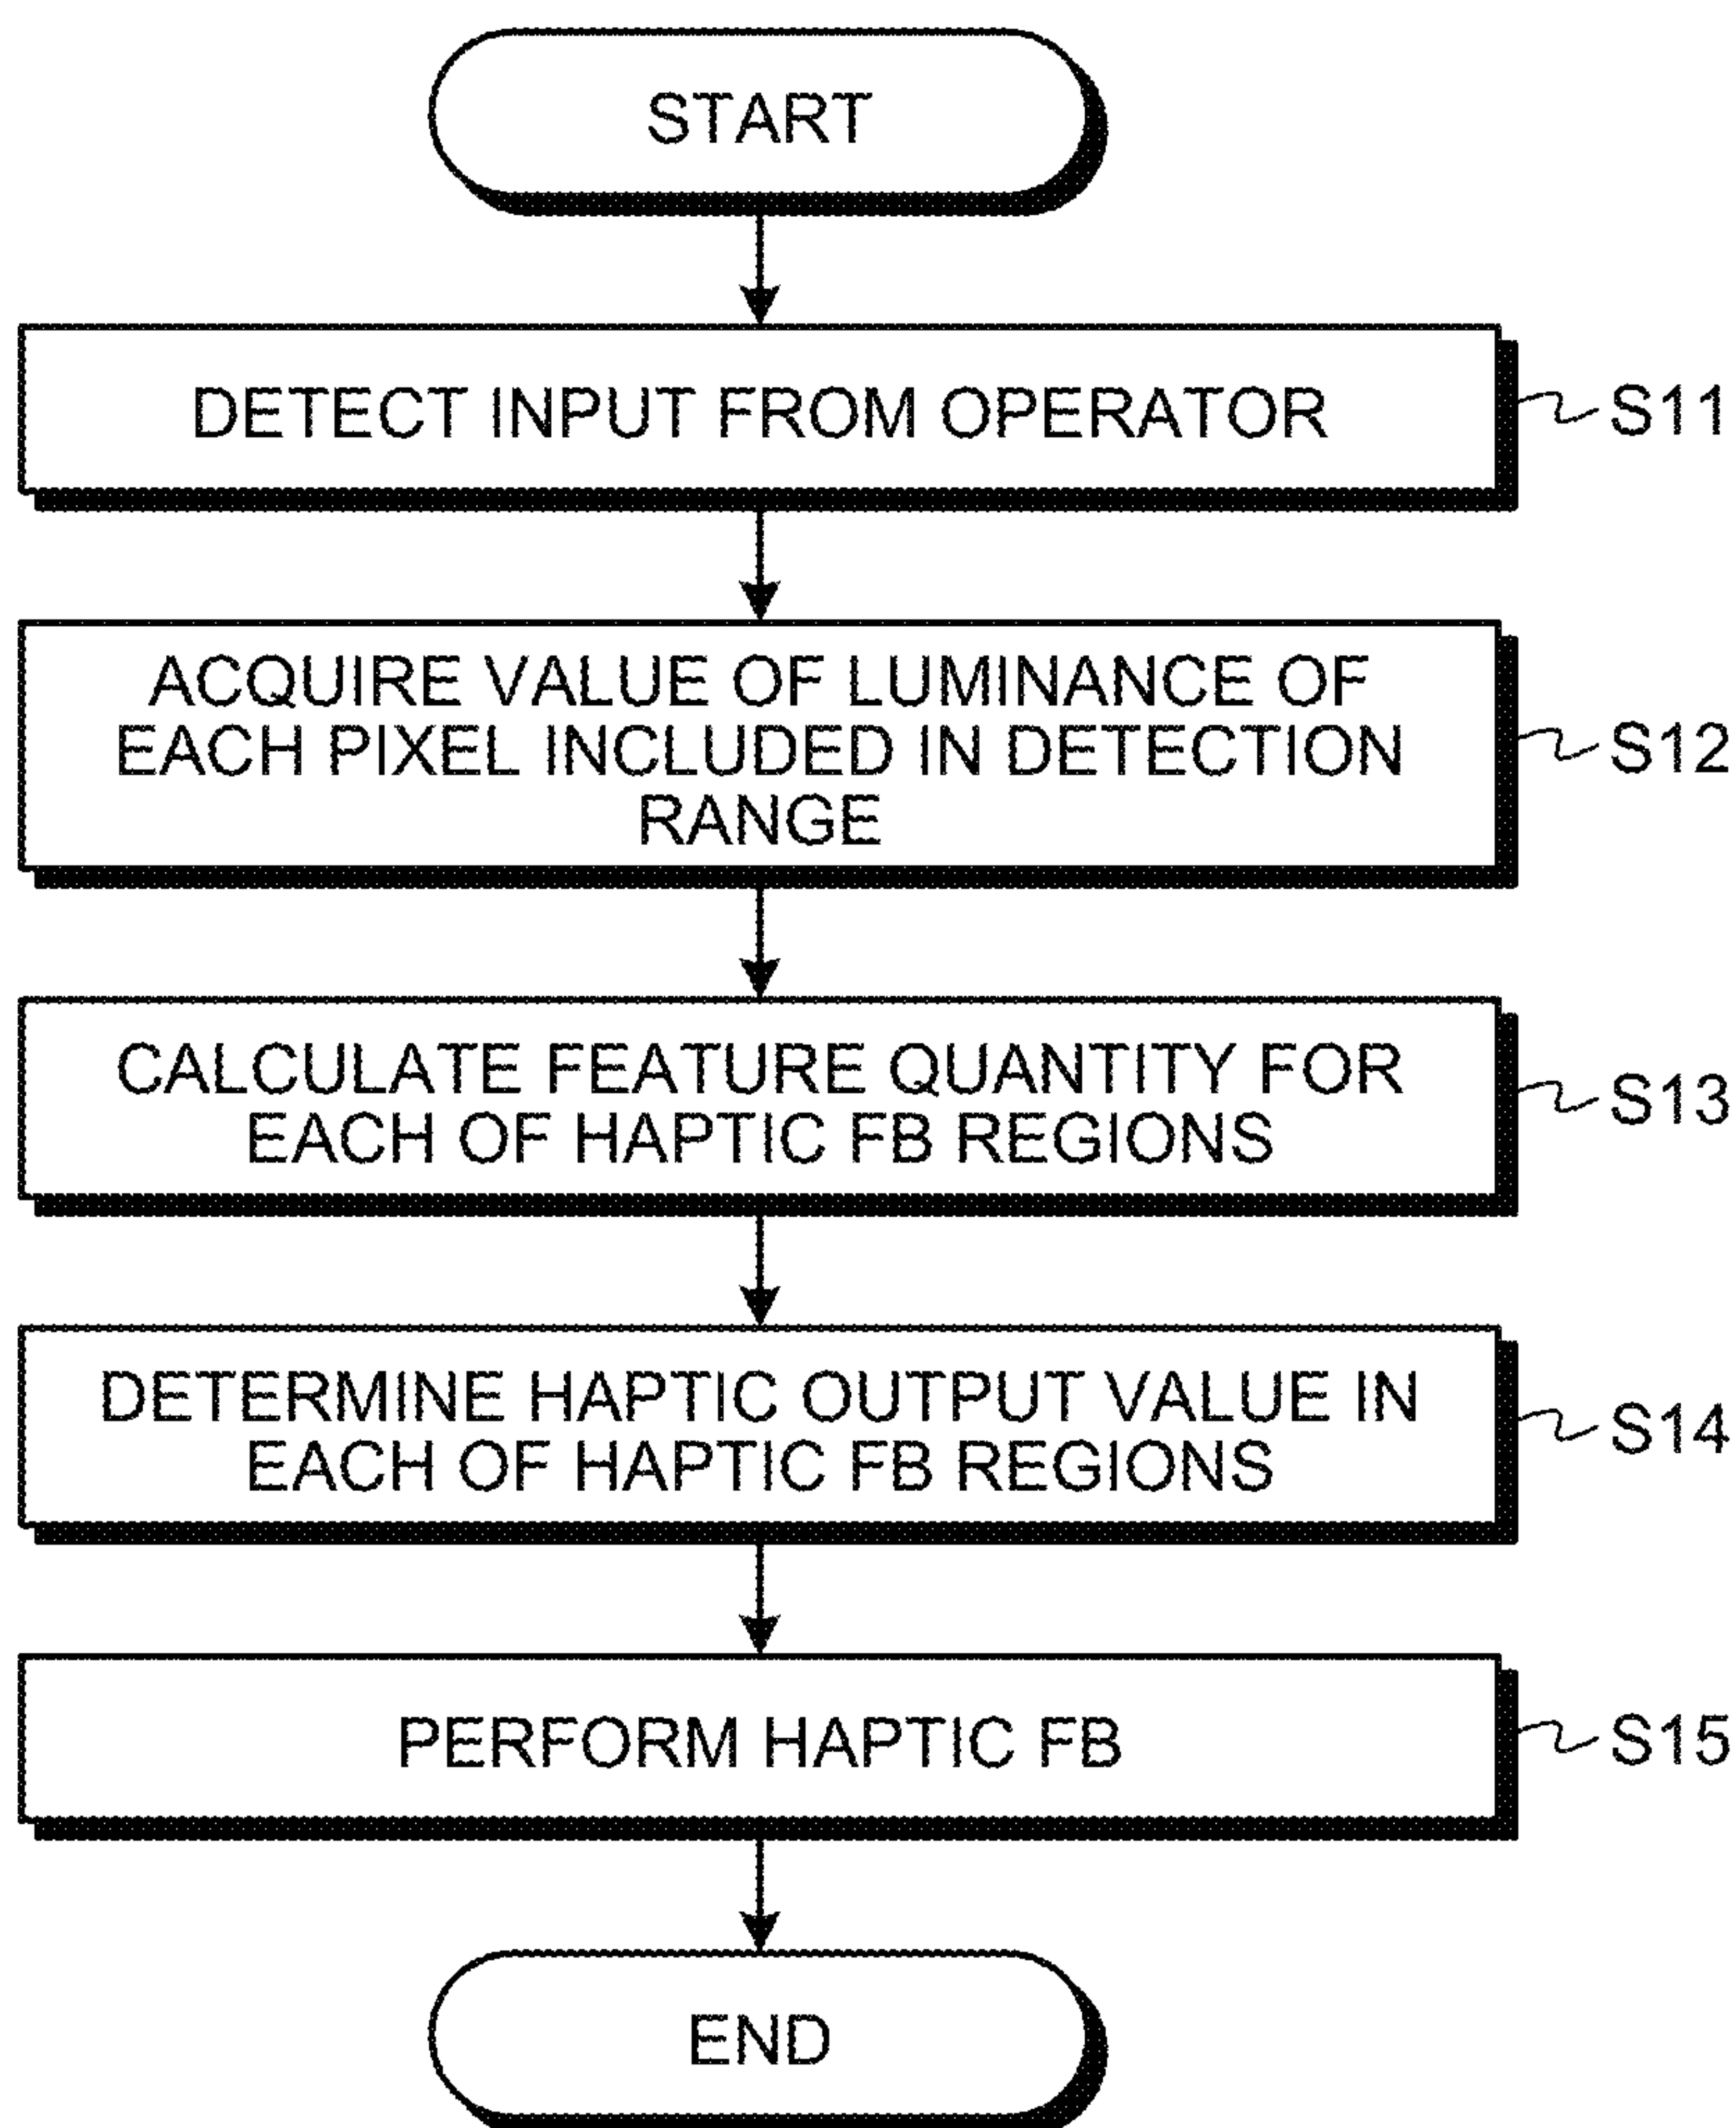 START
DETECT INPUT FROM OPERATOR
S11
ACQUIRE VALUE OF LUMINANCE OF
EACH PIXEL INCLUDED IN DETECTION
RANGE
S12
CALCULATE FEATURE QUANTITY FOR
EACH OF HAPTIC FB REGIONS
S13
DETERMINE HAPTIC OUTPUT VALUE IN
EACH OF HAPTIC FB REGIONS
S14
PERFORM HAPTIC FB
S15
END